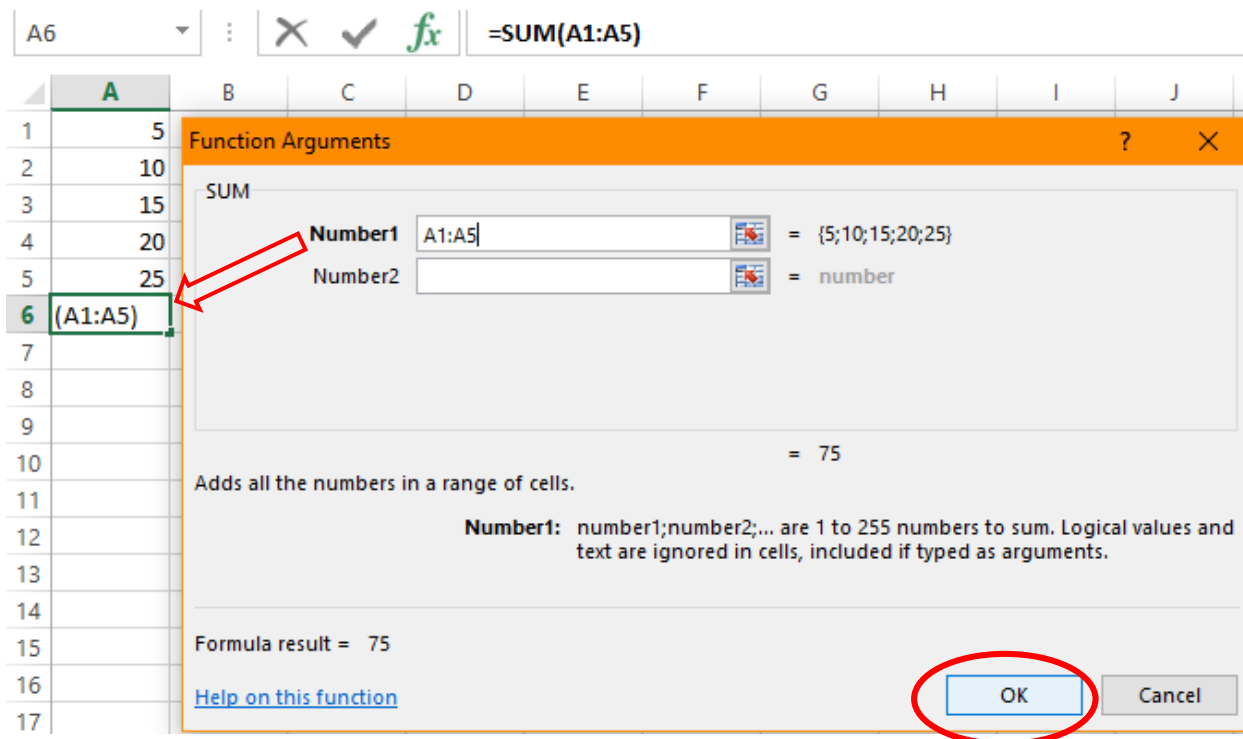 A6 fx =SUM(A1:A5)
A B C D E F G H I J
1 5
2 10
3 15
4 20
5 25
6 (A1:A5)
7
8
9
10
11
12
13
14
15
16
17
Function Arguments ?
SUM
Number1 A1:A5 = {5;10;15;20;25}
Number2 = number
= 75
Adds all the numbers in a range of cells.
Number1: number1;number2;... are 1 to 255 numbers to sum. Logical values and
text are ignored in cells, included if typed as arguments.
Formula result = 75
Help on this function OK Cancel